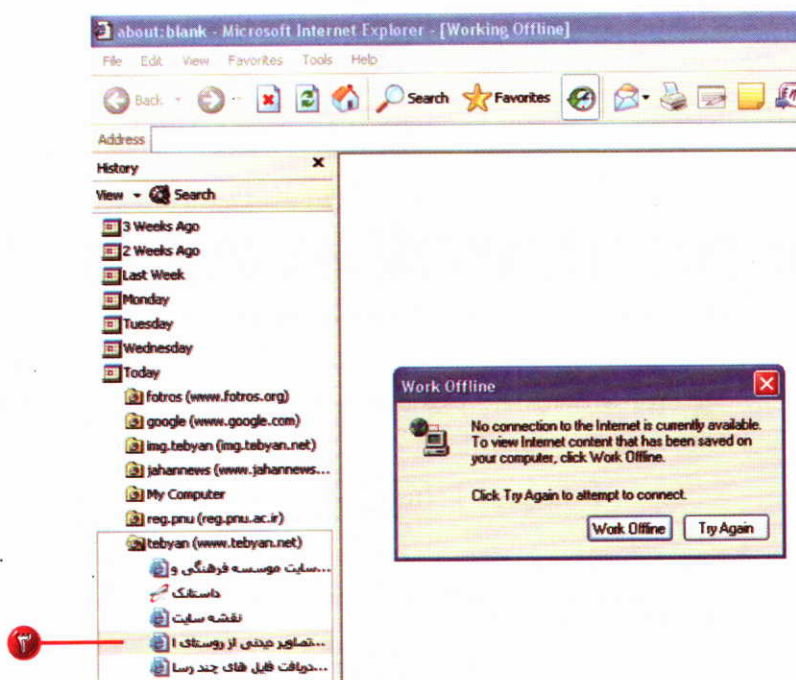 about:blank - Microsoft Internet Explorer - [Working Offline]
File Edit View Favorites Tools Help
Back Search Favorites
Address
History x
View Search
3 Weeks Ago
2 Weeks Ago
Last Week
Monday
Tuesday
Wednesday
Today
fotros (www.fotros.org)
google (www.google.com)
img.tebyan (img.tebyan.net)
jahannews (www.jahannews...
My Computer
reg.pnu (reg.pnu.ac.ir)
tebyan (www.tebyan.net)
سایت موسسه فرهنگی و...
داستانک
نقشه سایت
تصاویر دیدنی از روستای ا...
دریافت فایل های چند رسا...
۳
Work Offline
No connection to the Internet is currently available.
To view Internet content that has been saved on
your computer, click Work Offline.
Click Try Again to attempt to connect.
Work Offline Try Again